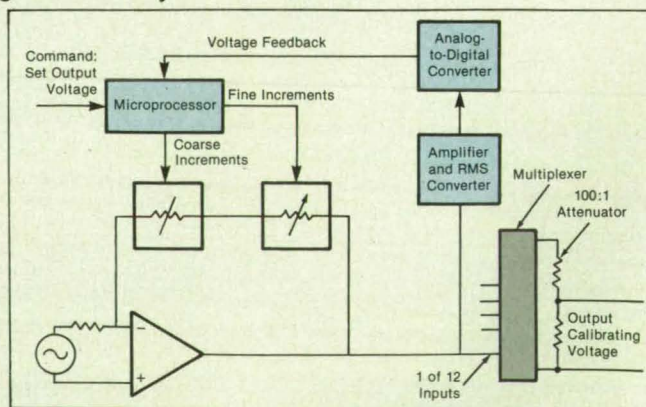 Voltage Feedback
Analog-
to-Digital
Converter
Command:
Set Output
Voltage
Microprocessor
Fine Increments
Coarse
Increments
Amplifier
and RMS
Converter
Multiplexer
100:1
Attenuator
−
+
Output
Calibrating
Voltage
1 of 12
Inputs